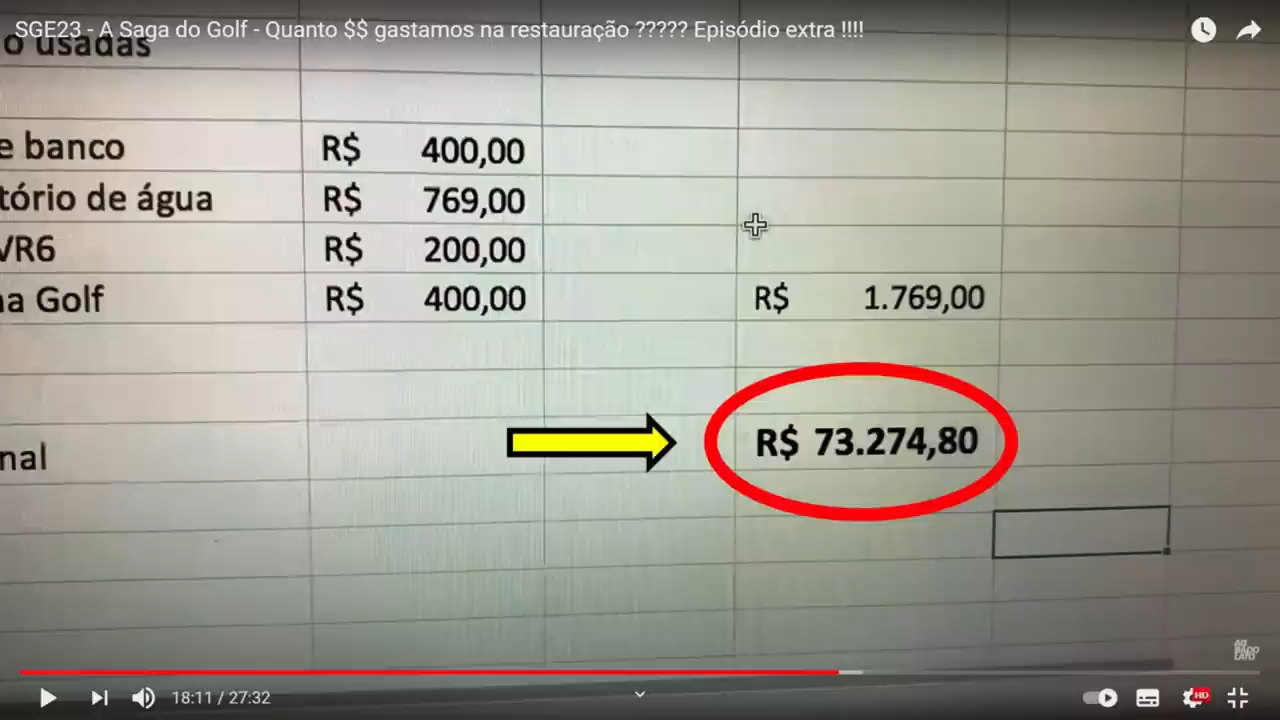 SGE23 - A Saga do Golf - Quanto $$ gastamos na restauração ????? Episódio extra !!!!
o usadas
e banco R$ 400,00
tório de água R$ 769,00
VR6 R$ 200,00
na Golf R$ 400,00 R$ 1.769,00
nal R$ 73.274,80
18:11 / 27:32
HD